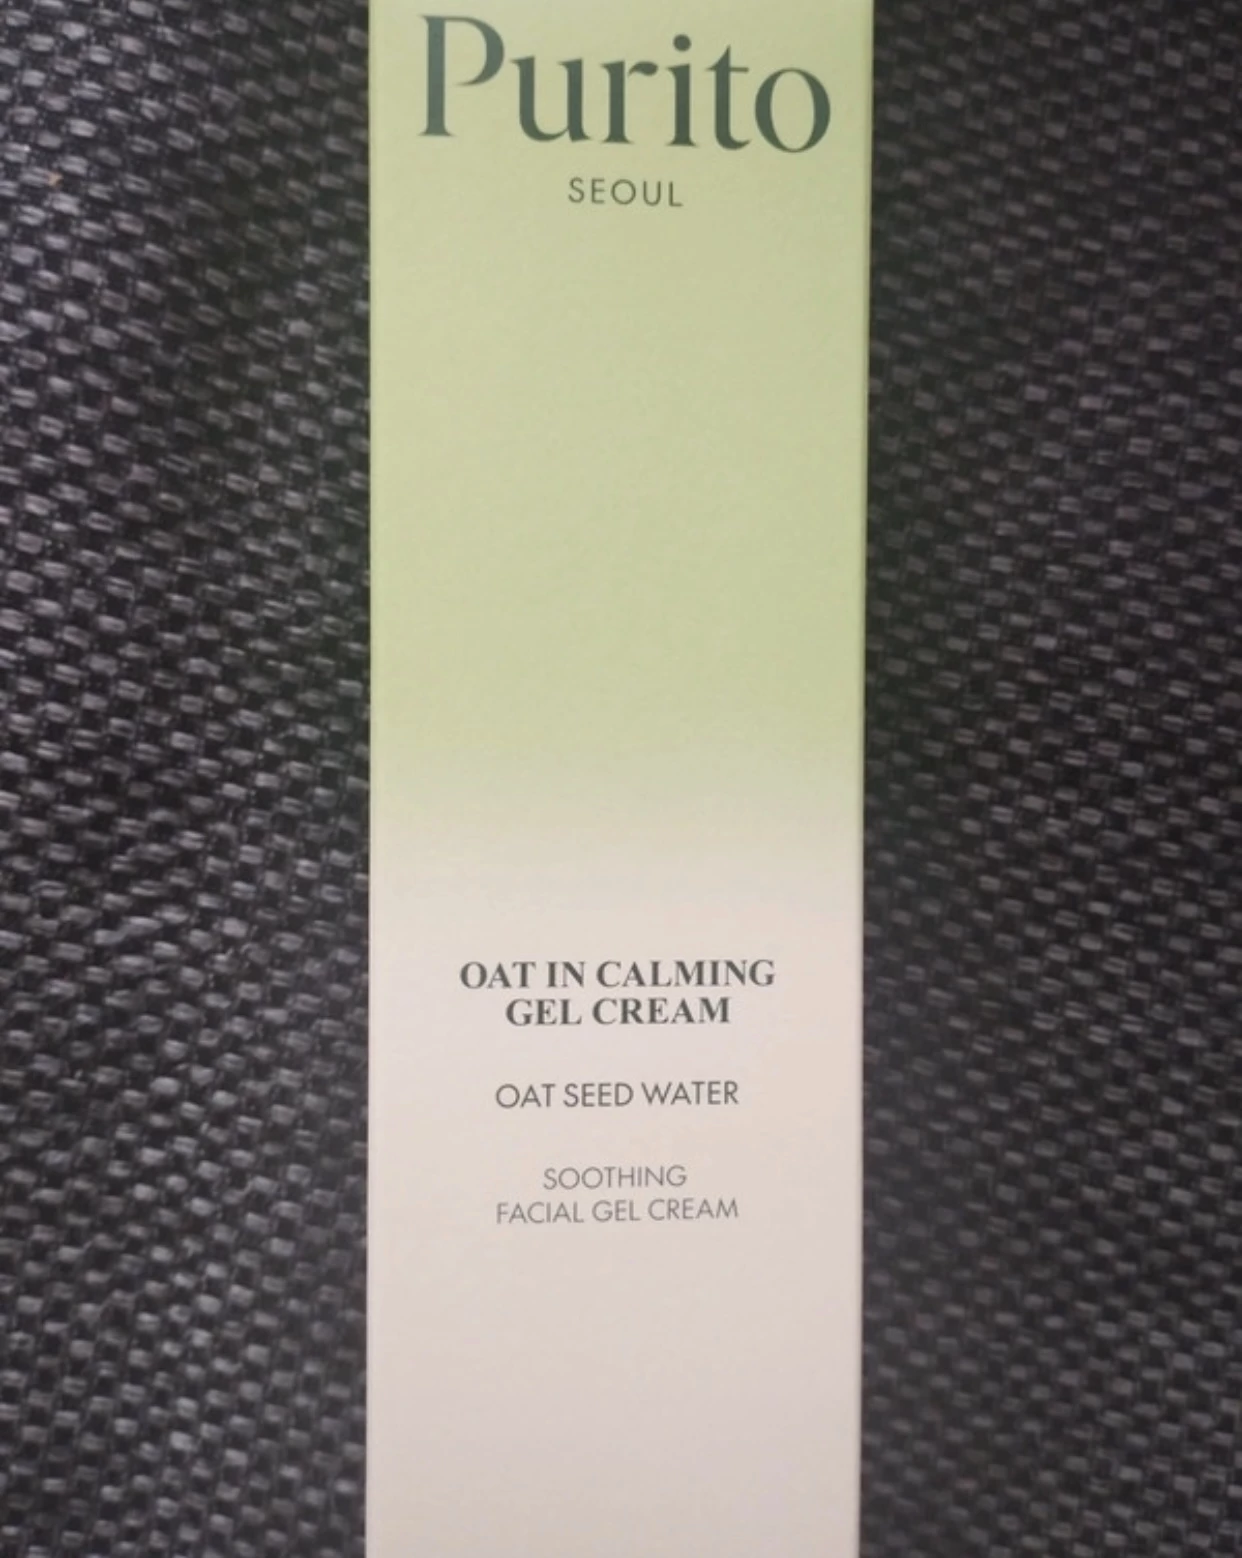 Purito
SEOUL
OAT IN CALMING
GEL CREAM
OAT SEED WATER
SOOTHING
FACIAL GEL CREAM